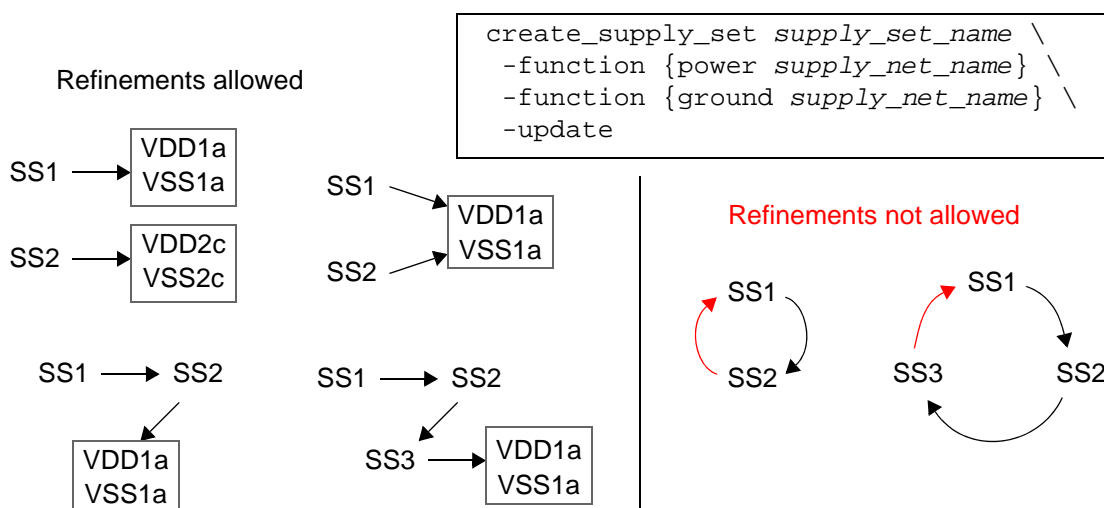 create_supply_set supply_set_name \
-function {power supply_net_name} \
-function {ground supply_net_name} \
-update
Refinements allowed
SS1
VDD1a
VSS1a
SS2
VDD2c
VSS2c
SS1
SS2
VDD1a
VSS1a
SS1
SS2
VDD1a
VSS1a
SS1
SS2
SS3
VDD1a
VSS1a
Refinements not allowed
SS1
SS2
SS1
SS3
SS2